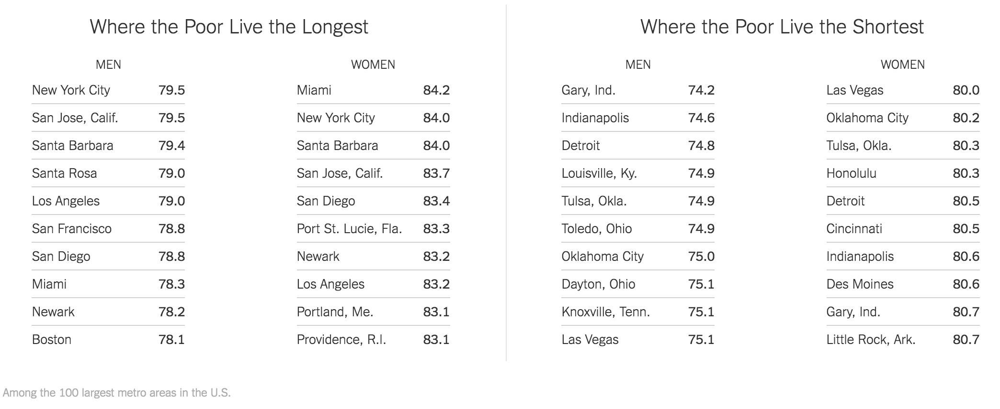 Where the Poor Live the Longest
MEN
New York City 79.5
San Jose, Calif. 79.5
Santa Barbara 79.4
Santa Rosa 79.0
Los Angeles 79.0
San Francisco 78.8
San Diego 78.8
Miami 78.3
Newark 78.2
Boston 78.1
WOMEN
Miami 84.2
New York City 84.0
Santa Barbara 84.0
San Jose, Calif. 83.7
San Diego 83.4
Port St. Lucie, Fla. 83.3
Newark 83.2
Los Angeles 83.2
Portland, Me. 83.1
Providence, R.I. 83.1
Where the Poor Live the Shortest
MEN
Gary, Ind. 74.2
Indianapolis 74.6
Detroit 74.8
Louisville, Ky. 74.9
Tulsa, Okla. 74.9
Toledo, Ohio 74.9
Oklahoma City 75.0
Dayton, Ohio 75.1
Knoxville, Tenn. 75.1
Las Vegas 75.1
WOMEN
Las Vegas 80.0
Oklahoma City 80.2
Tulsa, Okla. 80.3
Honolulu 80.3
Detroit 80.5
Cincinnati 80.5
Indianapolis 80.6
Des Moines 80.6
Gary, Ind. 80.7
Little Rock, Ark. 80.7
Among the 100 largest metro areas in the U.S.